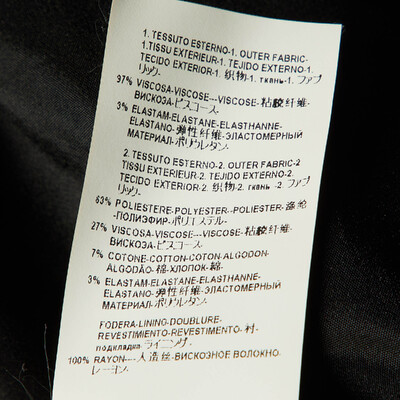 1. TESSUTO ESTERNO-1. OUTER FABRIC-
1.TISSU EXTERIEUR-1. TEJIDO EXTERNO-1.
TECIDO EXTERIOR-1. 织物-1. ткань-1. ファブ
リック-
97% VISCOSA-VISCOSE---VISCOSE-粘胶纤维-
ВИСКОЗА-ビスコース-
3% ELASTAM-ELASTANE-ELASTHANNE-
ELASTANO-弹性纤维-ЭЛАСТОМЕРНЫЙ
МАТЕРИАЛ-ポリウレタン-
2. TESSUTO ESTERNO-2. OUTER FABRIC-2
TISSU EXTERIEUR-2. TEJIDO EXTERNO-2.
TECIDO EXTERIOR-2. 织物-2. ткань -2. ファブ
リック-
63% POLIESTERE-POLYESTER--POLIESTER-涤纶
-ПОЛИЭФИР-ポリエステル-
27% VISCOSA-VISCOSE---VISCOSE-粘胶纤维-
ВИСКОЗА-ビスコース-
7% COTONE-COTTON-COTON-ALGODON-
ALGODÃO-棉-ХЛОПОК-綿-
3% ELASTAM-ELASTANE-ELASTHANNE-
ELASTANO-弹性纤维-ЭЛАСТОМЕРНЫЙ
МАТЕРИАЛ-ポリウレタン-
FODERA-LINING-DOUBLURE-
REVESTIMIENTO-REVESTIMENTO-衬-
подкладка-ライニング-
100% RAYON----人造丝-ВИСКОЗНОЕ ВОЛОКНО-
レーヨン-